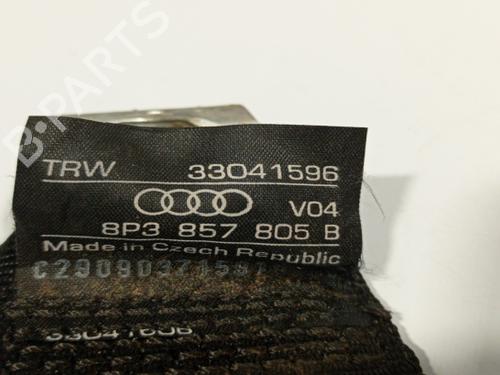 TRW 33041596
V04
8P3 857 805 B
Made in Czech Republic
B-PARTS